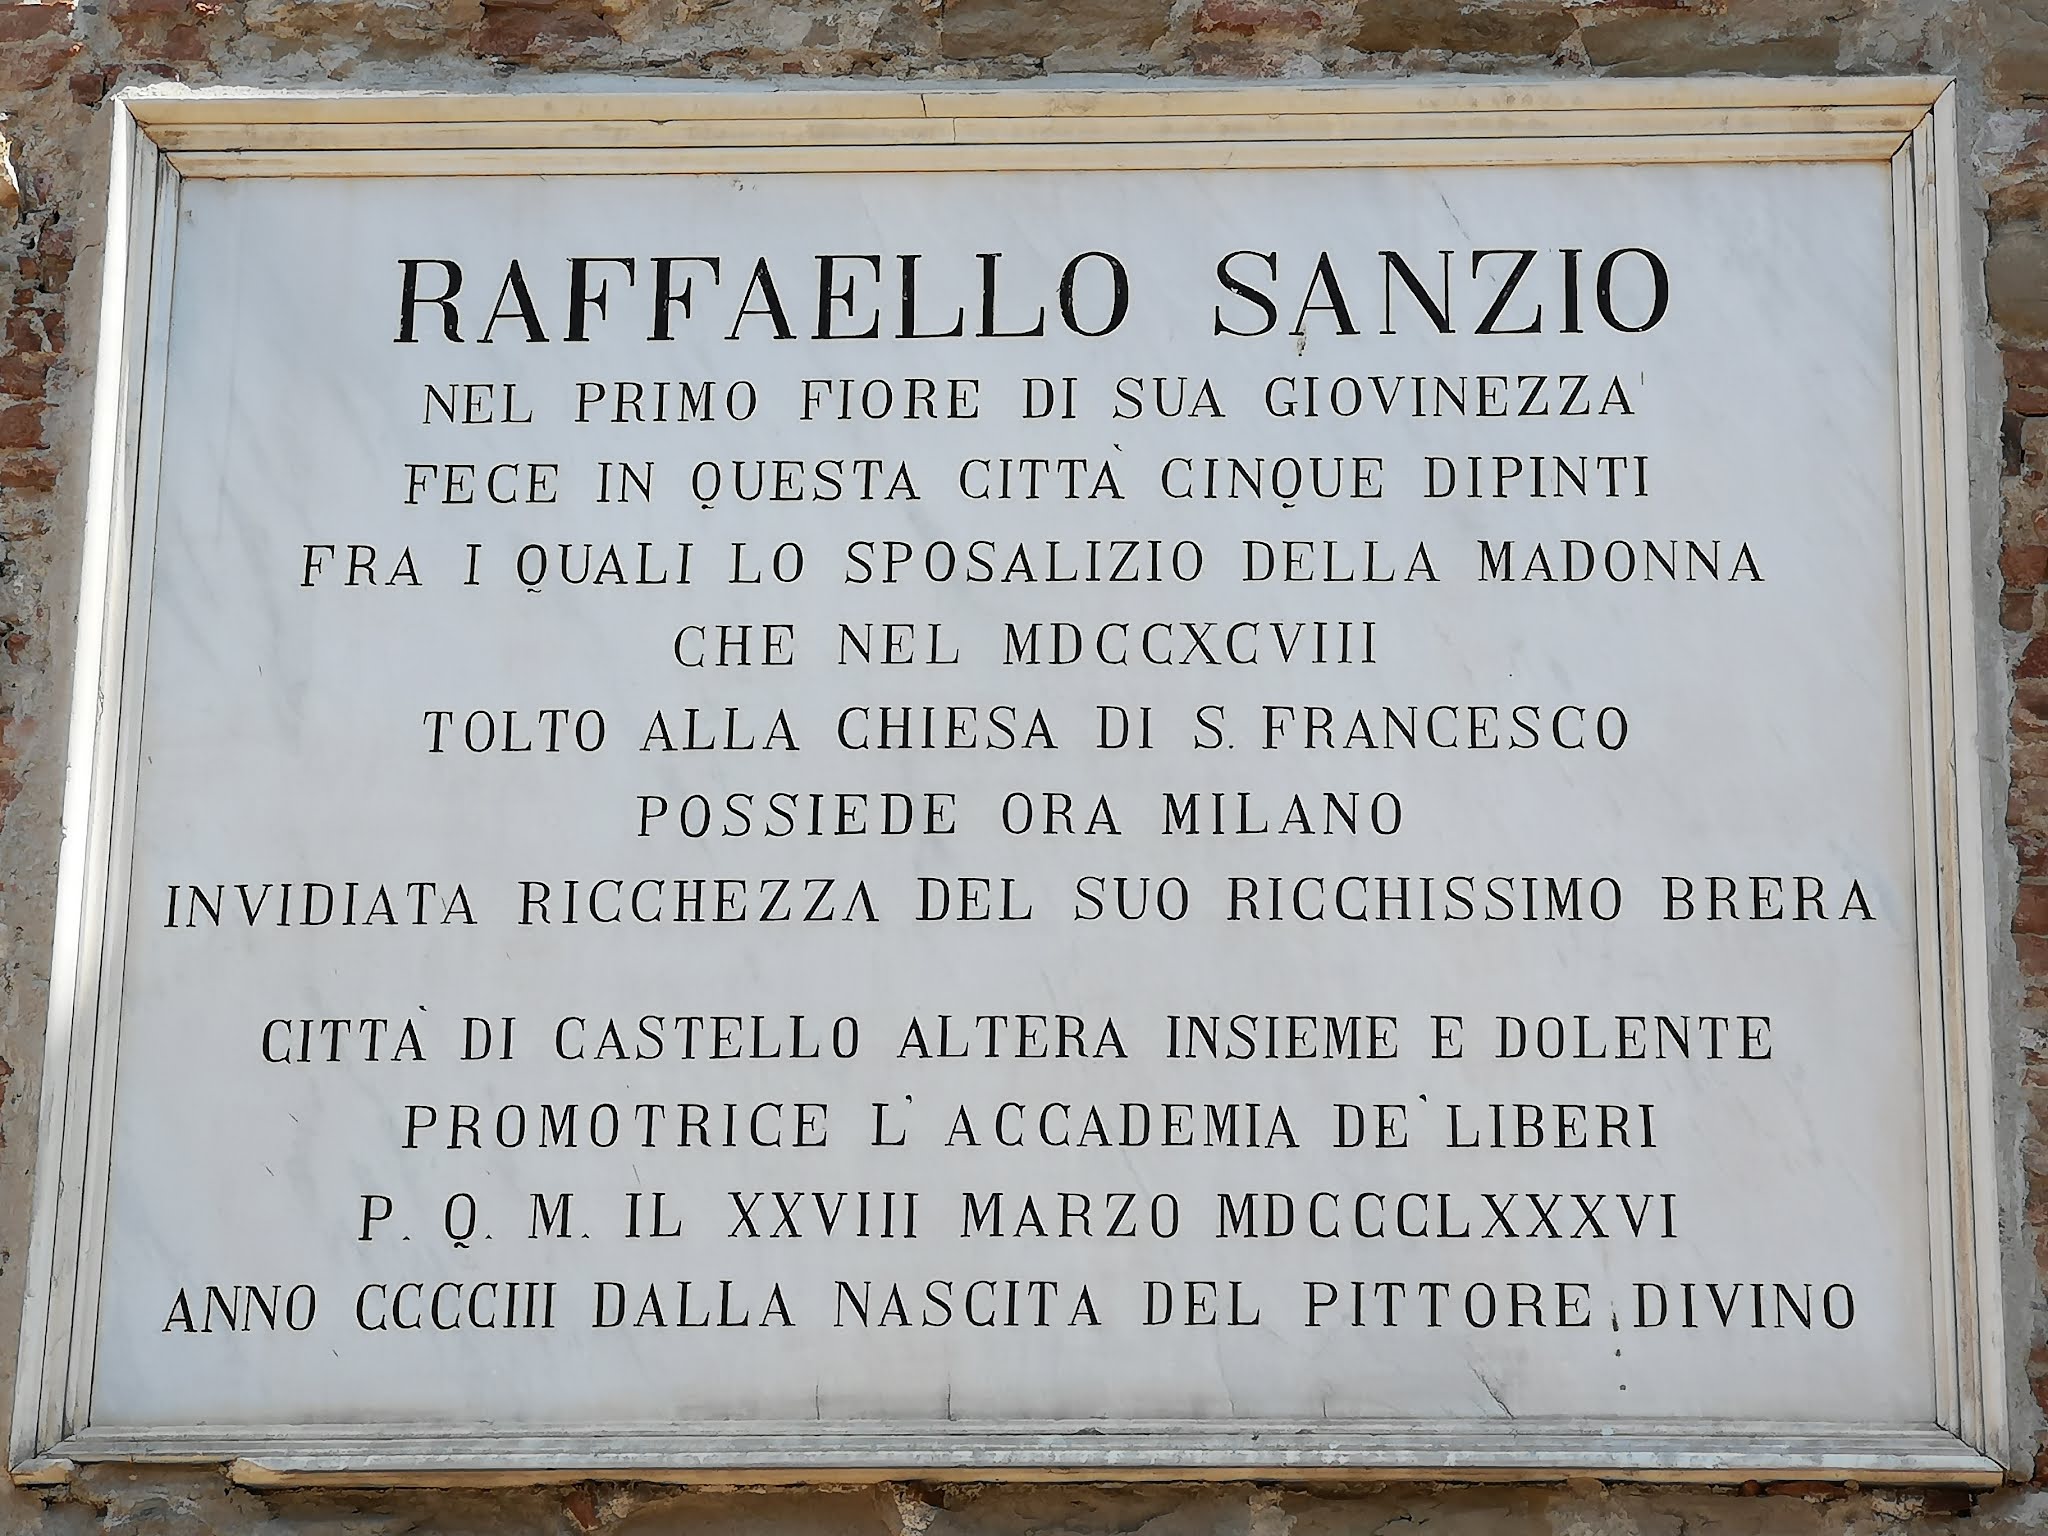 RAFFAELLO SANZIO
NEL PRIMO FIORE DI SUA GIOVINEZZA'
FECE IN QUESTA CITTÀ CINQUE DIPINTI
FRA I QUALI LO SPOSALIZIO DELLA MADONNA
CHE NEL MDCCXCVIII
TOLTO ALLA CHIESA DI S. FRANCESCO
POSSIEDE ORA MILANO
INVIDIATA RICCHEZZA DEL SUO RICCHISSIMO BRERA
CITTÀ DI CASTELLO ALTERA INSIEME E DOLENTE
PROMOTRICE L' ACCADEMIA DE' LIBERI
P. Q. M. IL XXVIII MARZO MDCCCLXXXVI
ANNO CCCCIII DALLA NASCITA DEL PITTORE DIVINO